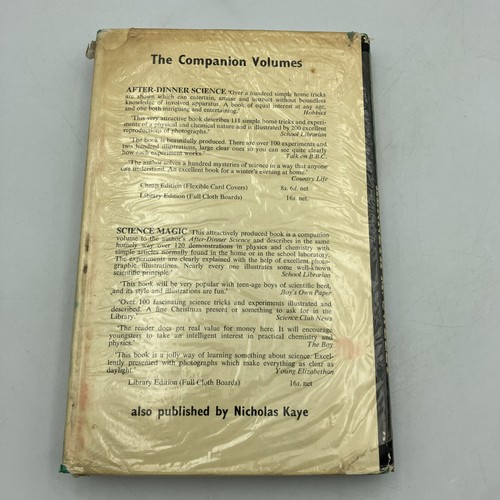 The Companion Volumes
AFTER-DINNER SCIENCE 'Over a hundred simple home tricks
are shown which can entertain, amuse and instruct without boundless
knowledge of involved apparatus. A book of equal interest at any age,
and one both intriguing and entertaining.' Hobbies
'This very attractive book describes 111 simple home tricks and experi-
ments of a physical and chemical nature and is illustrated by 200 excellent
reproductions of photographs.' School Librarian
book is beautifully produced. There are over 100 experiments and
two hundred illustrations, large clear ones so you can see quite clearly
how each experiment works.' Talk on B.B.C.
'The author solves a hundred mysteries of science in a way that anyone
can understand. An excellent book for a winter's evening at home.'
Country Life
Edition (Flexible Card Covers) 8s. 6d. net
Library Edition (Full Cloth Boards) 16s. net
SCIENCE MAGIC 'This attractively produced book is a companion
volume to the author's After-Dinner Science and describes in the same
way over 120 demonstrations in physics and chemistry with
simple articles normally found in the home or in the school laboratory.
The experiments are clearly explained with the help of excellent photo-
graphic illustrations. Nearly every one illustrates some well-known
scientific principle.' School Librarian
'This book will be very popular with teen-age boys of scientific bent,
and its style and illustrations are fun.' Boy's Own Paper
'Over 100 fascinating science tricks and experiments illustrated and
described. A fine Christmas present or something to ask for in the
Library.' Science Club News
'The reader does get real value for money here. It will encourage
youngsters to take an intelligent interest in practical chemistry and
physics.' The Boy
'This book is a jolly way of learning something about science. Excel-
lently presented with photographs which make everything as clear as
daylight.' Young Elizabethan
Library Edition (Full Cloth Boards) 16s. net
also published by Nicholas Kaye